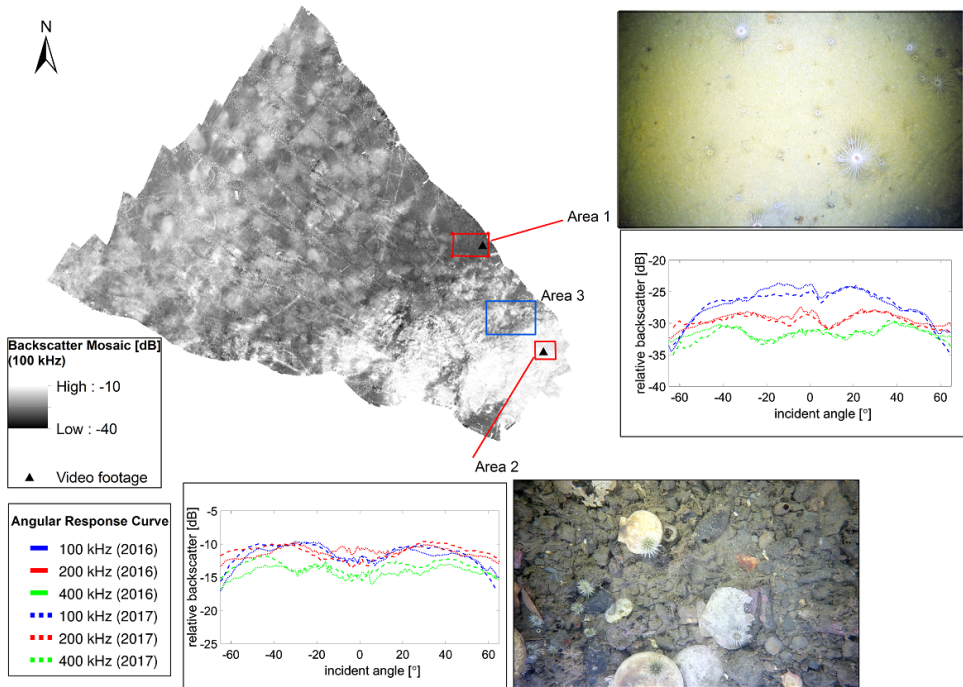 N
Area 1
Area 3
Area 2
Backscatter Mosaic [dB]
(100 kHz)
High : -10
Low : -40
▲ Video footage
relative backscatter [dB]
-20
-25
-30
-35
-40
-60 -40 -20 0 20 40 60
incident angle [°]
Angular Response Curve
100 kHz (2016)
200 kHz (2016)
400 kHz (2016)
100 kHz (2017)
200 kHz (2017)
400 kHz (2017)
relative backscatter [dB]
-5
-10
-15
-20
-25
-60 -40 -20 0 20 40 60
incident angle [°]